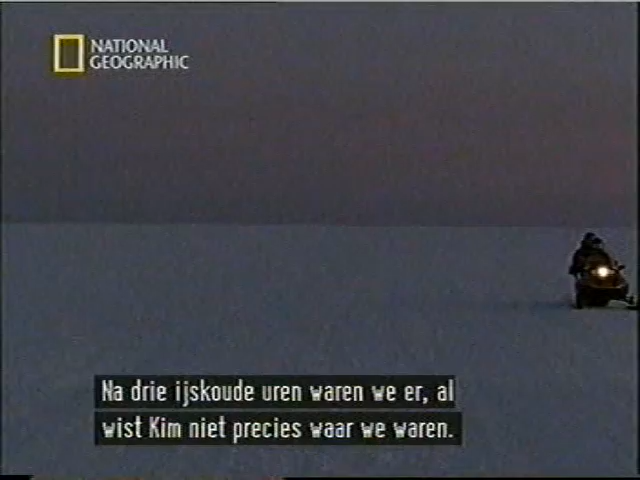 NATIONAL
GEOGRAPHIC
Na drie ijskoude uren waren we er, al
wist Kim niet precies waar we waren.